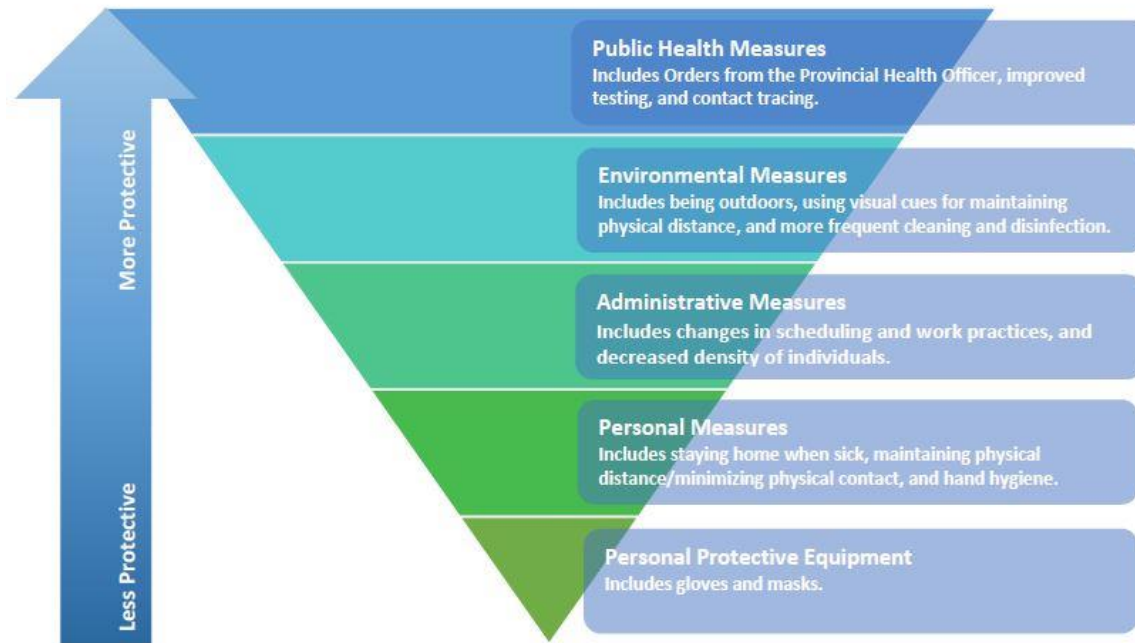 Public Health Measures
Includes Orders from the Provincial Health Officer, improved
testing, and contact tracing.
Environmental Measures
Includes being outdoors, using visual cues for maintaining
physical distance, and more frequent cleaning and disinfection.
Administrative Measures
Includes changes in scheduling and work practices, and
decreased density of individuals.
Personal Measures
Includes staying home when sick, maintaining physical
distance/minimizing physical contact, and hand hygiene.
Personal Protective Equipment
Includes gloves and masks.
More Protective
Less Protective